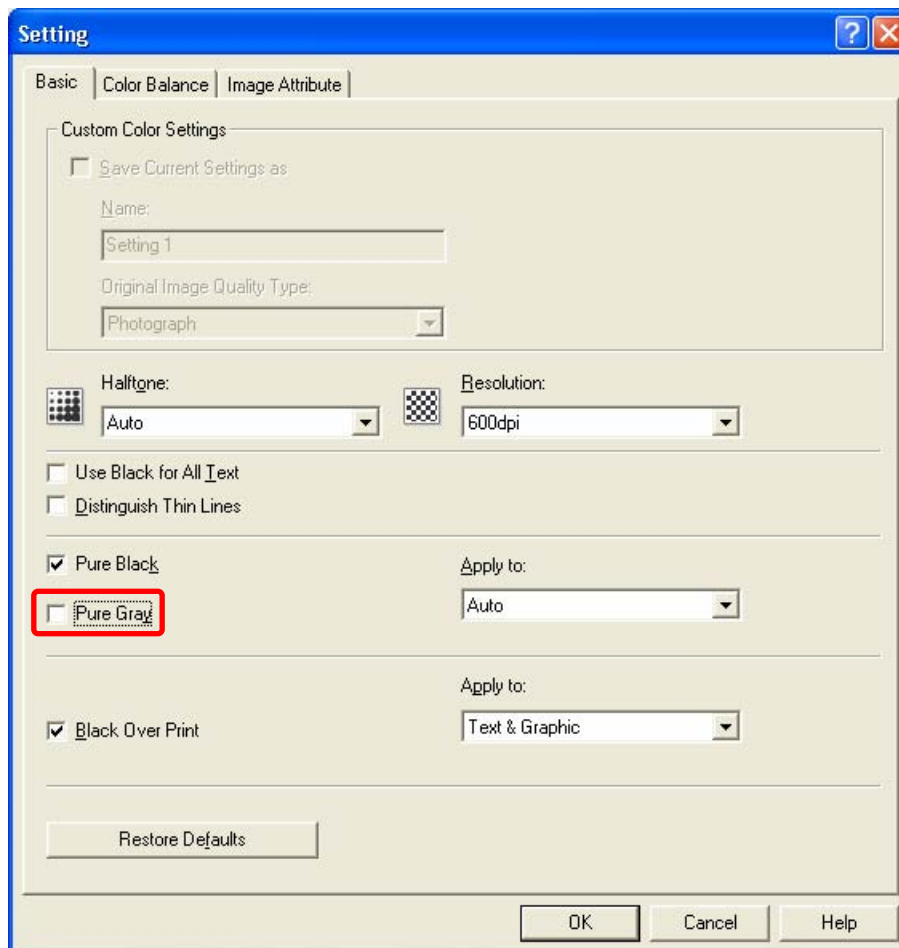 Setting
Basic Color Balance Image Attribute
Custom Color Settings
Save Current Settings as
Name:
Setting 1
Original Image Quality Type:
Photograph
Halftone: Resolution:
Auto 600dpi
Use Black for All Text
Distinguish Thin Lines
Pure Black Apply to:
Pure Gray Auto
Apply to:
Black Over Print Text & Graphic
Restore Defaults
OK Cancel Help